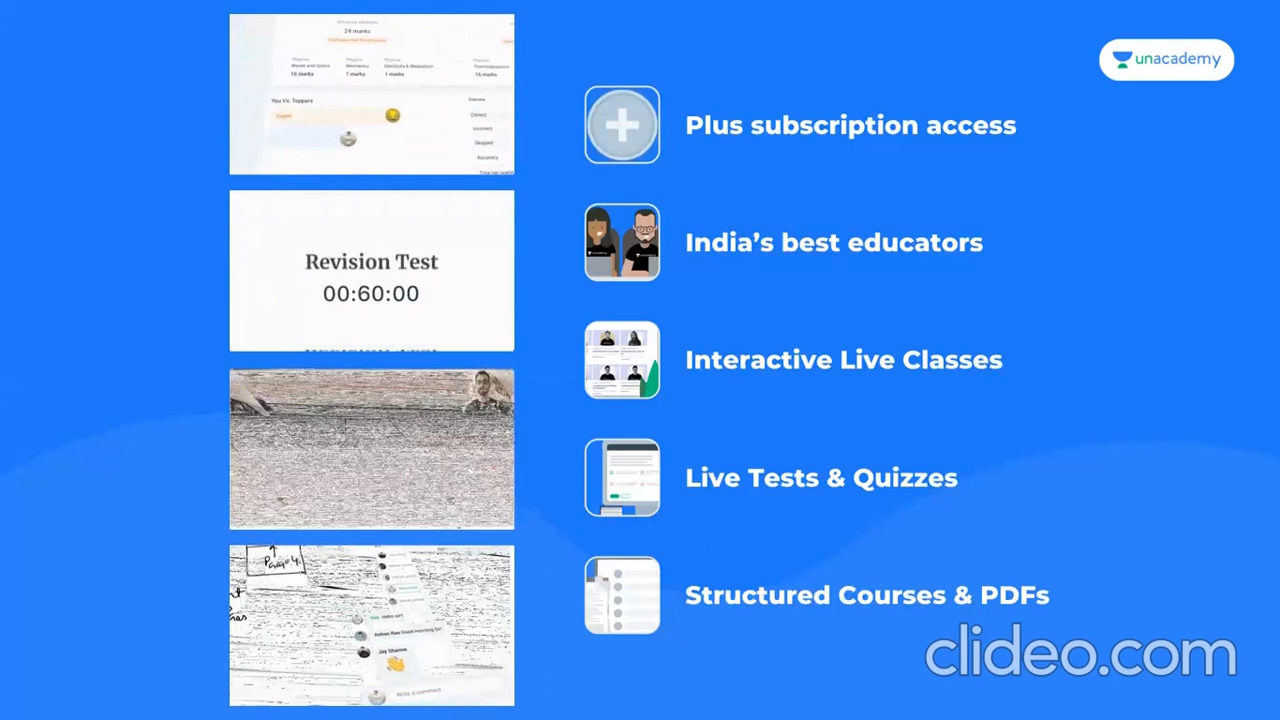 24 marks
Physics
Waves and Optics
16 marks
Physics
Mechanics
7 marks
Physics
Electricity & Magnetism
1 marks
Physics
Thermodynamics
15 marks
You Vs. Toppers
Topper
Overview
Correct
Incorrect
Skipped
Accuracy
Revision Test
00:60:00
Good morning Sir!
Jay Sharma
Write a comment
unacademy
Plus subscription access
India's best educators
Interactive Live Classes
Live Tests & Quizzes
Structured Courses & PDFs
clideo.com